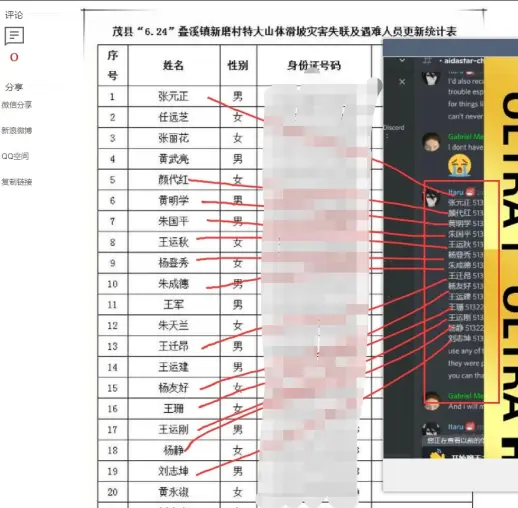 评论
0
分享
微信分享
新浪微博
QQ空间
复制链接
茂县“6.24”叠溪镇新磨村特大山体滑坡灾害失联及遇难人员更新统计表
序号 姓名 性别 身份证号码
1 张元正 男
2 任远芝 女
3 张丽花 女
4 黄武亮 男
5 颜代红 女
6 黄明学 男
7 朱国平 男
8 王运秋 女
9 杨登秀 女
10 朱成德 男
11 王军 男
12 朱天兰 女
13 王迁昂 男
14 王运建 男
15 杨友好 女
16 王珊 女
17 王运刚 男
18 杨静 女
19 刘志坤 男
20 黄永淑 女
# aidastar-ch
I'd also rec
trouble esp
for things li
can't never
Discord
Gabriel Me
I dont have
Itaru
张元正 513
颜代红 513
黄明学 513
朱国平 513
王运秋 513
杨登秀 513
朱成德 513
王迁昂 513
杨友好 513
王运建 513
王珊 5132
王运刚 5132
杨静 51322
刘志坤 513
use any of t
they were p
you can tha
Gabriel Me
And i will m
Itaru
ULTRA
ULTRA